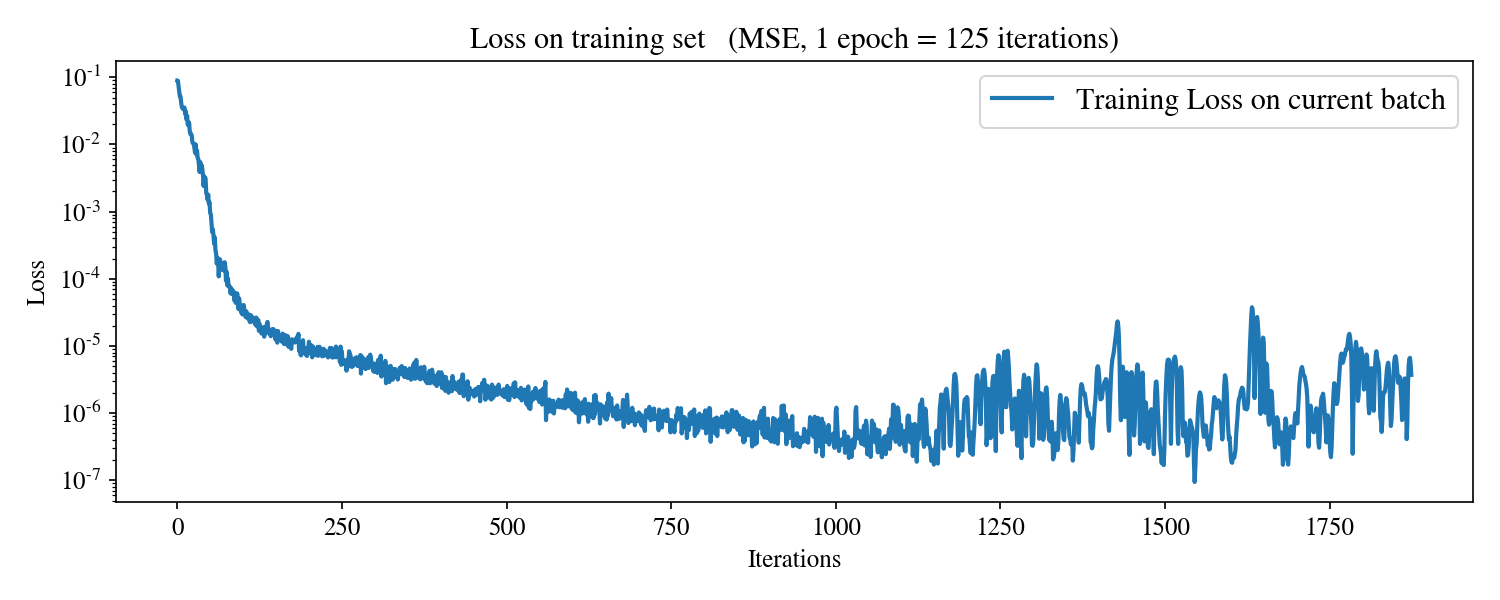 Loss on training set (MSE, 1 epoch = 125 iterations)
Training Loss on current batch
Loss
10^-1
10^-2
10^-3
10^-4
10^-5
10^-6
10^-7
0 250 500 750 1000 1250 1500 1750
Iterations